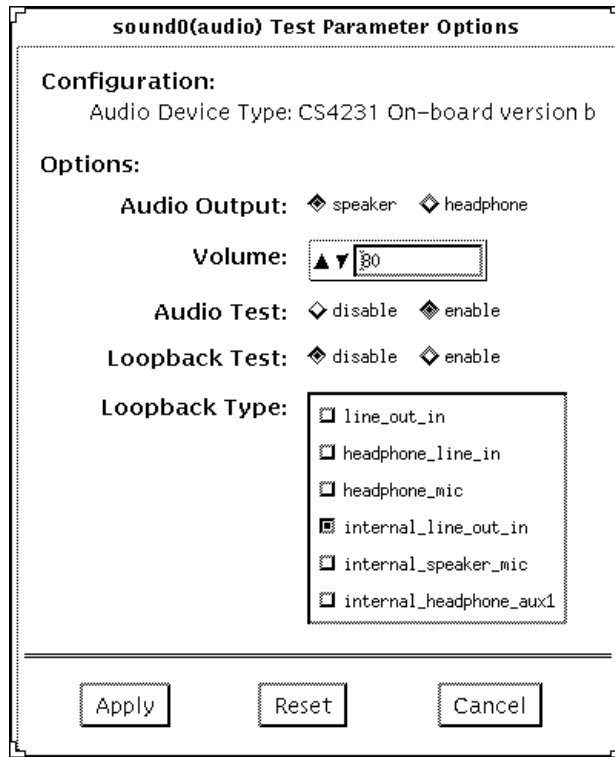 sound0(audio) Test Parameter Options
Configuration:
Audio Device Type: CS4231 On-board version b
Options:
Audio Output: speaker headphone
Volume: 80
Audio Test: disable enable
Loopback Test: disable enable
Loopback Type:
line_out_in
headphone_line_in
headphone_mic
internal_line_out_in
internal_speaker_mic
internal_headphone_aux1
Apply Reset Cancel